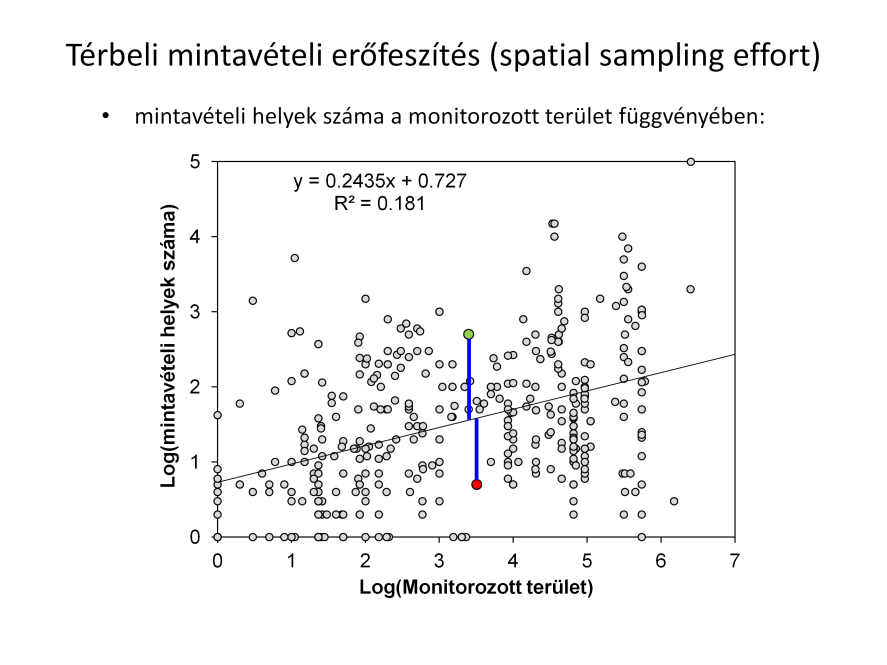 Térbeli mintavételi erőfeszítés (spatial sampling effort)
• mintavételi helyek száma a monitorozott terület függvényében:
y = 0.2435x + 0.727
R² = 0.181
Log(mintavételi helyek száma)
5
4
3
2
1
0
0 1 2 3 4 5 6 7
Log(Monitorozott terület)